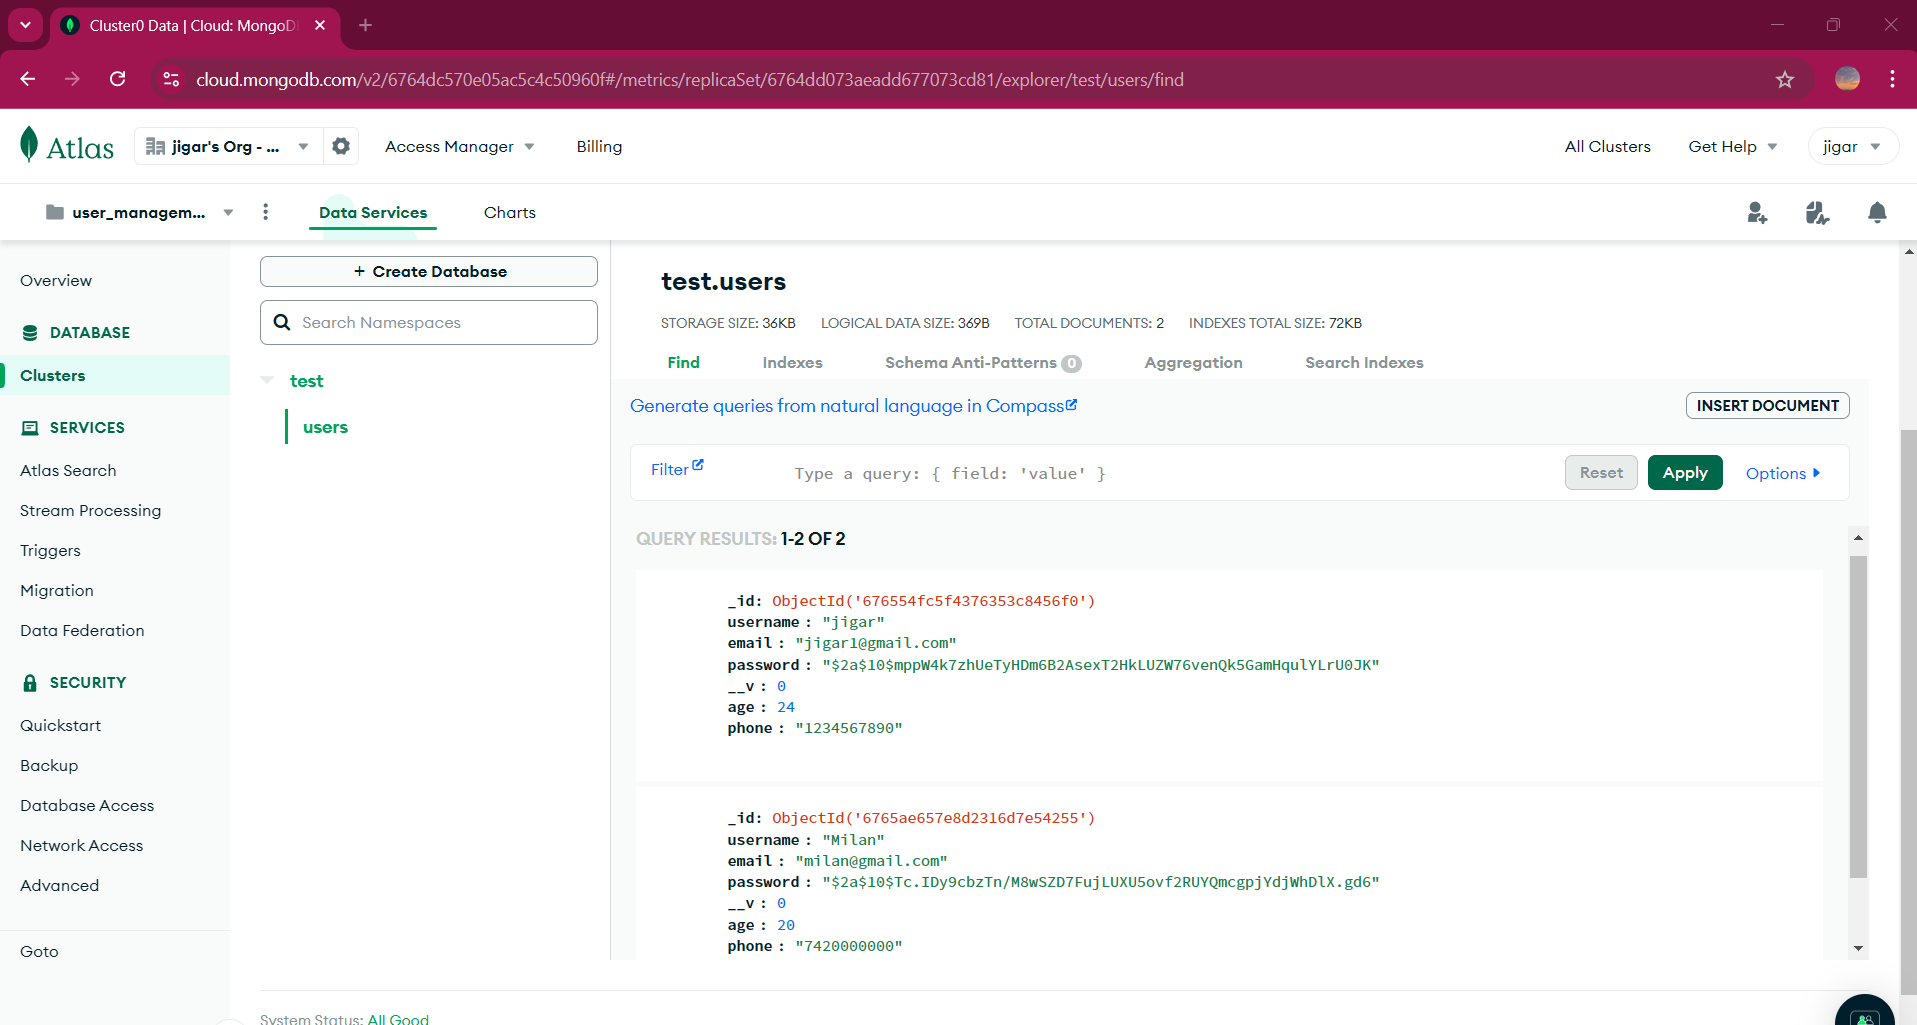 Cluster0 Data | Cloud: MongoD
cloud.mongodb.com/v2/6764dc570e05ac5c4c50960f#/metrics/replicaSet/6764dd073aeadd677073cd81/explorer/test/users/find
Atlas
jigar's Org - ...
Access Manager
Billing
All Clusters
Get Help
jigar
user_managem...
Data Services
Charts
Overview
DATABASE
Clusters
SERVICES
Atlas Search
Stream Processing
Triggers
Migration
Data Federation
SECURITY
Quickstart
Backup
Database Access
Network Access
Advanced
Goto
+ Create Database
Search Namespaces
test
users
test.users
STORAGE SIZE: 36KB LOGICAL DATA SIZE: 369B TOTAL DOCUMENTS: 2 INDEXES TOTAL SIZE: 72KB
Find Indexes Schema Anti-Patterns 0 Aggregation Search Indexes
Generate queries from natural language in Compass
INSERT DOCUMENT
Filter
Type a query: { field: 'value' }
Reset
Apply
Options
QUERY RESULTS: 1-2 OF 2
_id: ObjectId('676554fc5f4376353c8456f0')
username : "jigar"
email : "jigar1@gmail.com"
password : "$2a$10$mppW4k7zhUeTyHDm6B2AsexT2HkLUZW76venQk5GamHqulYLrU0JK"
__v : 0
age : 24
phone : "1234567890"
_id: ObjectId('6765ae657e8d2316d7e54255')
username : "Milan"
email : "milan@gmail.com"
password : "$2a$10$Tc.IDy9cbzTn/M8wSZD7FujLUXU5ovf2RUYQmcgpjYdjWhDlX.gd6"
__v : 0
age : 20
phone : "7420000000"
System Status: All Good